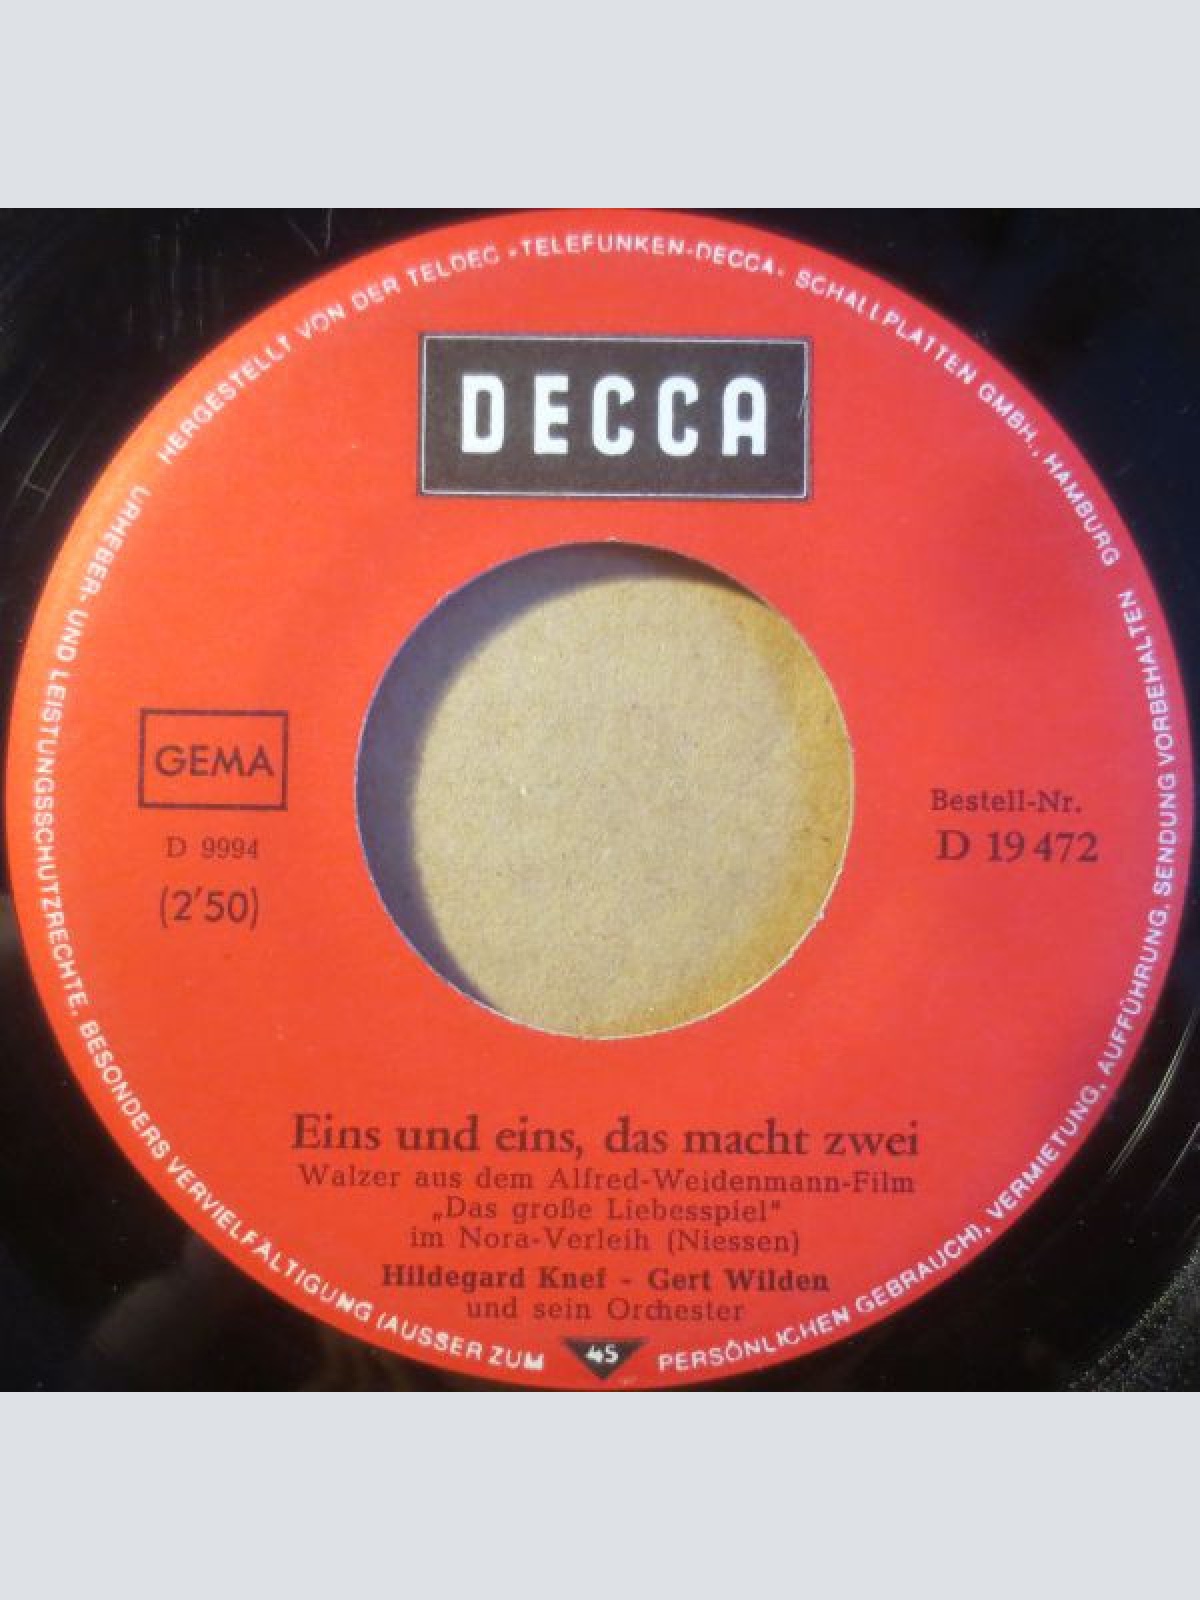 HERGESTELLT VON DER TELDEC »TELEFUNKEN-DECCA« SCHALLPLATTEN GMBH., HAMBURG
DECCA
GEMA
D 9994
(2'50)
Bestell-Nr.
D 19 472
Eins und eins, das macht zwei
Walzer aus dem Alfred-Weidenmann-Film
„Das große Liebesspiel"
im Nora-Verleih (Niessen)
Hildegard Knef - Gert Wilden
und sein Orchester
45
URHEBER- UND LEISTUNGSSCHUTZRECHTE, BESONDERS VERVIELFÄLTIGUNG (AUSSER ZUM PERSÖNLICHEN GEBRAUCH), VERMIETUNG, AUFFÜHRUNG, SENDUNG VORBEHALTEN